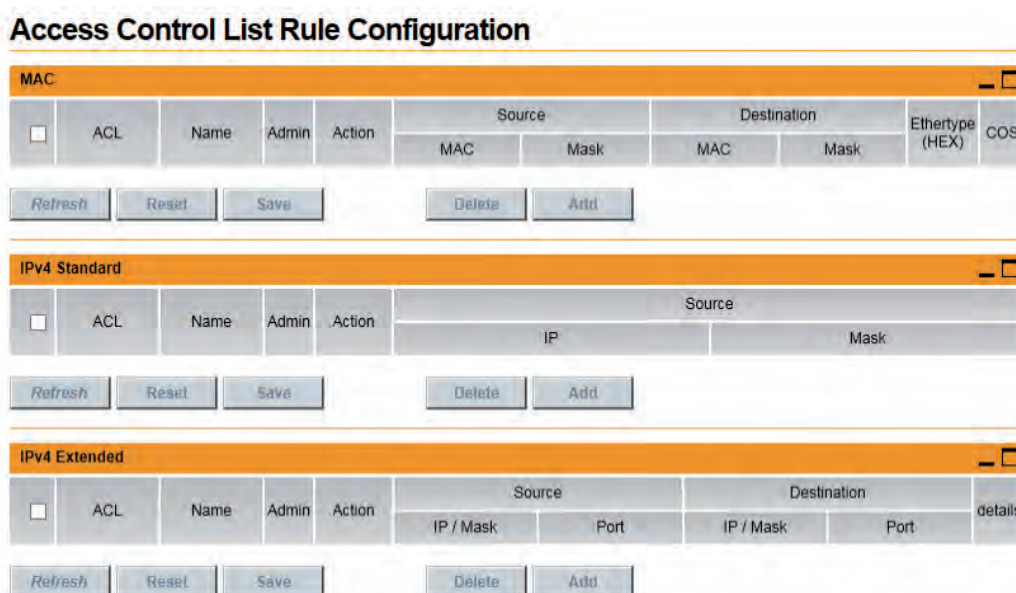 Access Control List Rule Configuration
MAC
ACL Name Admin Action Source Destination Ethertype (HEX) COS
MAC Mask MAC Mask
Refresh Reset Save Delete Add
IPv4 Standard
ACL Name Admin Action Source
IP Mask
Refresh Reset Save Delete Add
IPv4 Extended
ACL Name Admin Action Source Destination details
IP / Mask Port IP / Mask Port
Refresh Reset Save Delete Add